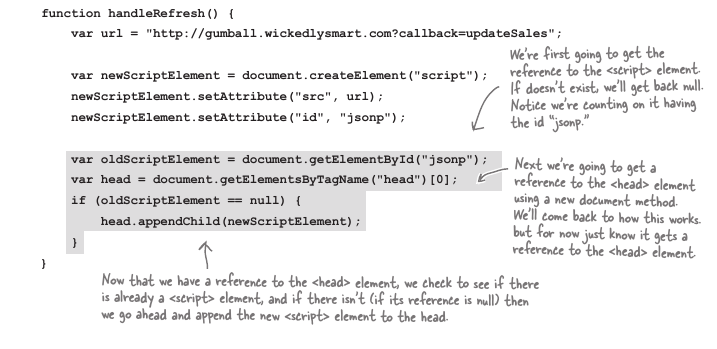 function handleRefresh() {
var url = "http://gumball.wickedlysmart.com?callback=updateSales";
var newScriptElement = document.createElement("script");
newScriptElement.setAttribute("src", url);
newScriptElement.setAttribute("id", "jsonp");
We're first going to get the
reference to the <script> element.
If doesn't exist, we'll get back null.
Notice we're counting on it having
the id "jsonp."
var oldScriptElement = document.getElementById("jsonp");
var head = document.getElementsByTagName("head")[0];
if (oldScriptElement == null) {
head.appendChild(newScriptElement);
}
}
Next we're going to get a
reference to the <head> element
using a new document method.
We'll come back to how this works.
but for now just know it gets a
reference to the <head> element
Now that we have a reference to the <head> element, we check to see if there
is already a <script> element, and if there isn't (if its reference is null) then
we go ahead and append the new <script> element to the head.